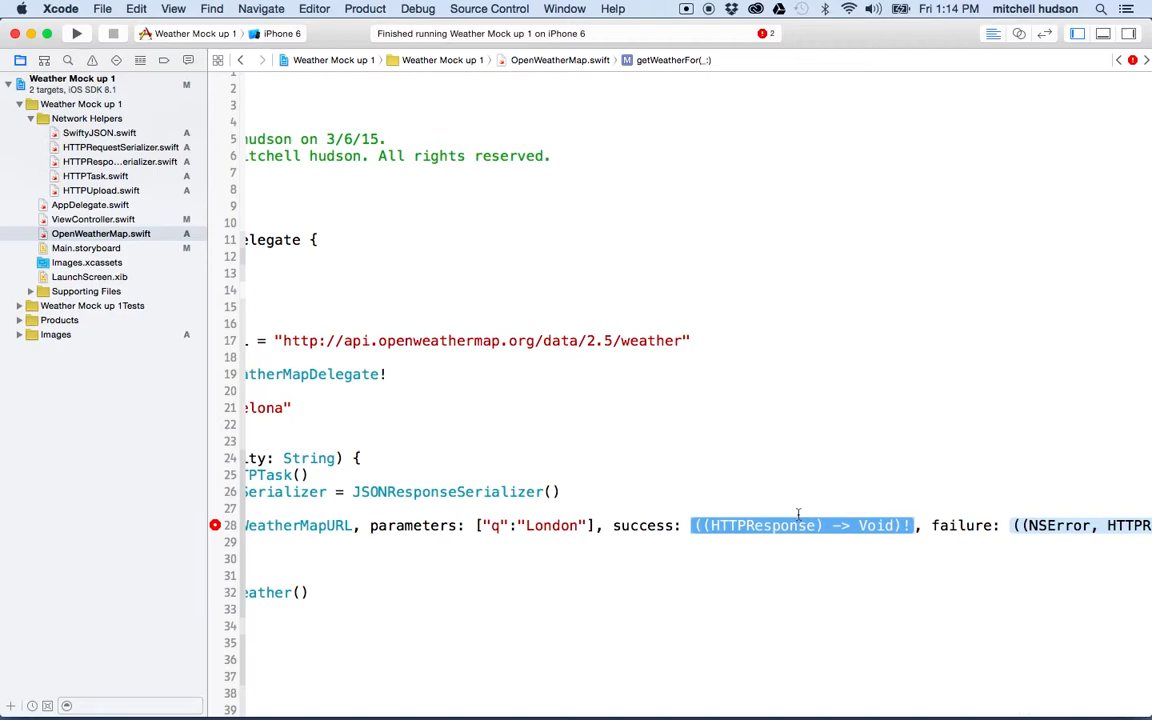 Xcode File Edit View Find Navigate Editor Product Debug Source Control Window Help Fri 1:14 PM mitchell hudson
Weather Mock up 1 iPhone 6 Finished running Weather Mock up 1 on iPhone 6 2
Weather Mock up 1 Weather Mock up 1 OpenWeatherMap.swift M getWeatherFor(_:)
Weather Mock up 1
2 targets, iOS SDK 8.1 M
Weather Mock up 1
Network Helpers
SwiftyJSON.swift A
HTTPRequestSerializer.swift A
HTTPRespo...erializer.swift A
HTTPTask.swift A
HTTPUpload.swift A
AppDelegate.swift
ViewController.swift M
OpenWeatherMap.swift A
Main.storyboard M
Images.xcassets
LaunchScreen.xib
Supporting Files
Weather Mock up 1Tests
Products
Images A
1
2
3
4
5 hudson on 3/6/15.
6 itchell hudson. All rights reserved.
7
8
9
10
11 elegate {
12
13
14
15
16
17 L = "http://api.openweathermap.org/data/2.5/weather"
18
19 atherMapDelegate!
20
21 elona"
22
23
24 ity: String) {
25 TPTask()
26 Serializer = JSONResponseSerializer()
27
28 WeatherMapURL, parameters: ["q":"London"], success: ((HTTPResponse) -> Void)!, failure: ((NSError, HTTPR
29
30
31
32 eather()
33
34
35
36
37
38
39